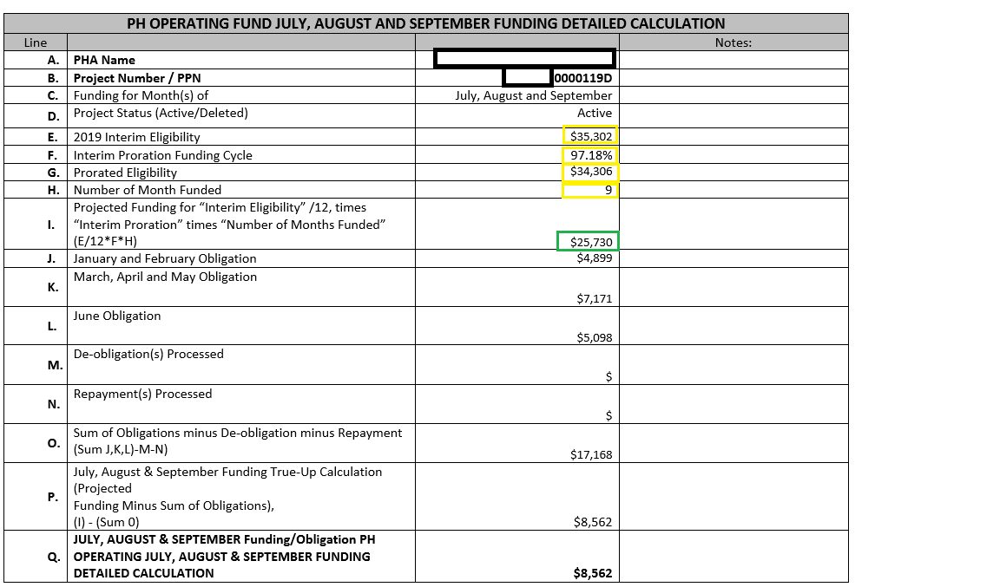 PH OPERATING FUND JULY, AUGUST AND SEPTEMBER FUNDING DETAILED CALCULATION
Line Notes:
A. PHA Name
B. Project Number / PPN 0000119D
C. Funding for Month(s) of July, August and September
D. Project Status (Active/Deleted) Active
E. 2019 Interim Eligibility $35,302
F. Interim Proration Funding Cycle 97.18%
G. Prorated Eligibility $34,306
H. Number of Month Funded 9
Projected Funding for “Interim Eligibility” /12, times
I. “Interim Proration” times “Number of Months Funded”
(E/12*F*H) $25,730
J. January and February Obligation $4,899
March, April and May Obligation
K.
$7,171
June Obligation
L.
$5,098
De-obligation(s) Processed
M.
$
Repayment(s) Processed
N.
$
Sum of Obligations minus De-obligation minus Repayment
O. (Sum J,K,L)-M-N)
$17,168
July, August & September Funding True-Up Calculation
(Projected
P.
Funding Minus Sum of Obligations),
(I) - (Sum 0) $8,562
JULY, AUGUST & SEPTEMBER Funding/Obligation PH
Q. OPERATING JULY, AUGUST & SEPTEMBER FUNDING
DETAILED CALCULATION $8,562